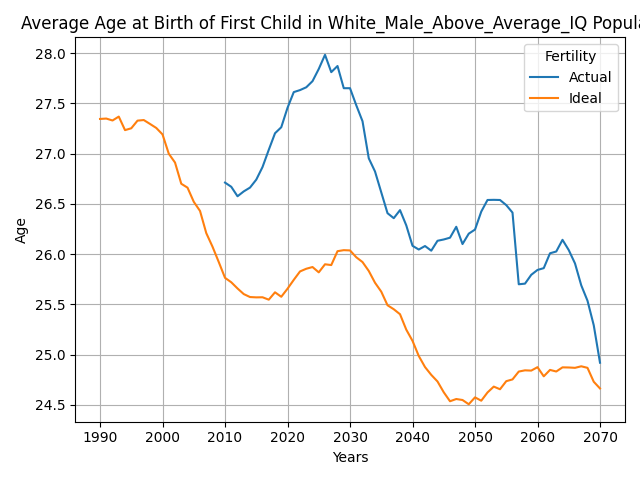 Average Age at Birth of First Child in White_Male_Above_Average_IQ Popula
Fertility
Actual
Ideal
28.0
27.5
27.0
26.5
26.0
25.5
25.0
24.5
Age
1990 2000 2010 2020 2030 2040 2050 2060 2070
Years